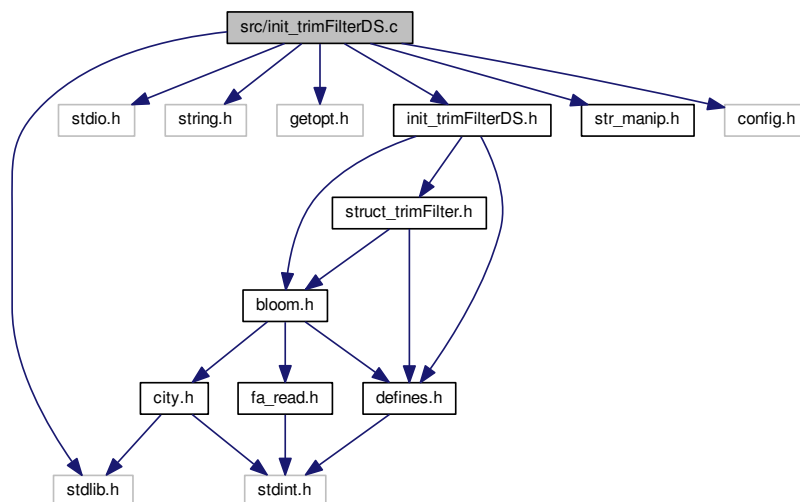 src/init_trimFilterDS.c
stdio.h
string.h
getopt.h
init_trimFilterDS.h
str_manip.h
config.h
struct_trimFilter.h
bloom.h
city.h
fa_read.h
defines.h
stdlib.h
stdint.h